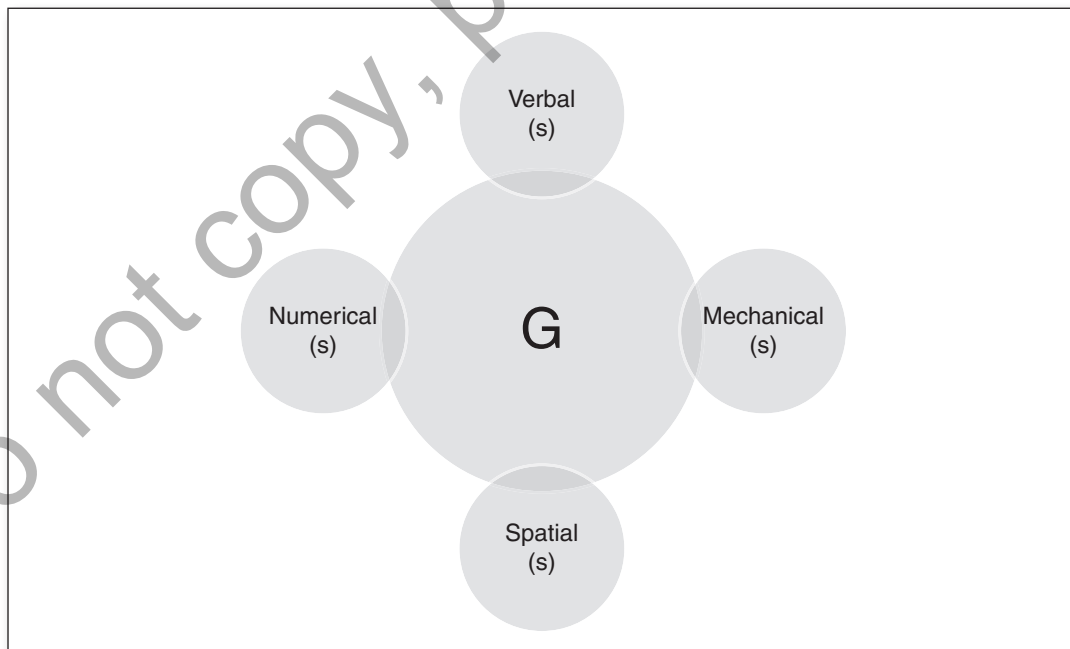 Verbal
(s)
Numerical
(s)
G
Mechanical
(s)
Spatial
(s)
not copy,